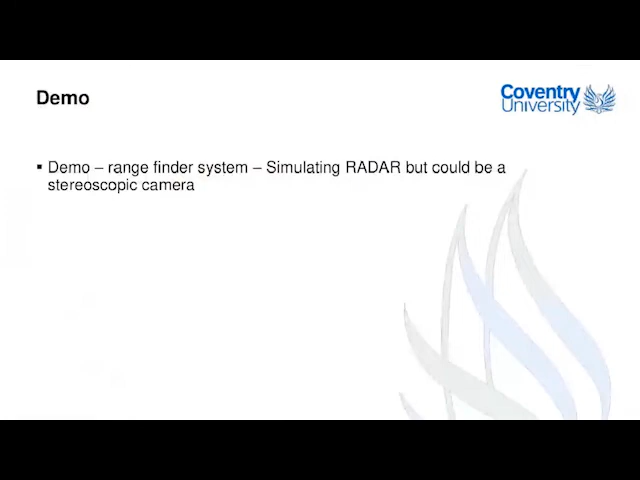 Demo
Coventry
University
▪ Demo – range finder system – Simulating RADAR but could be a
stereoscopic camera